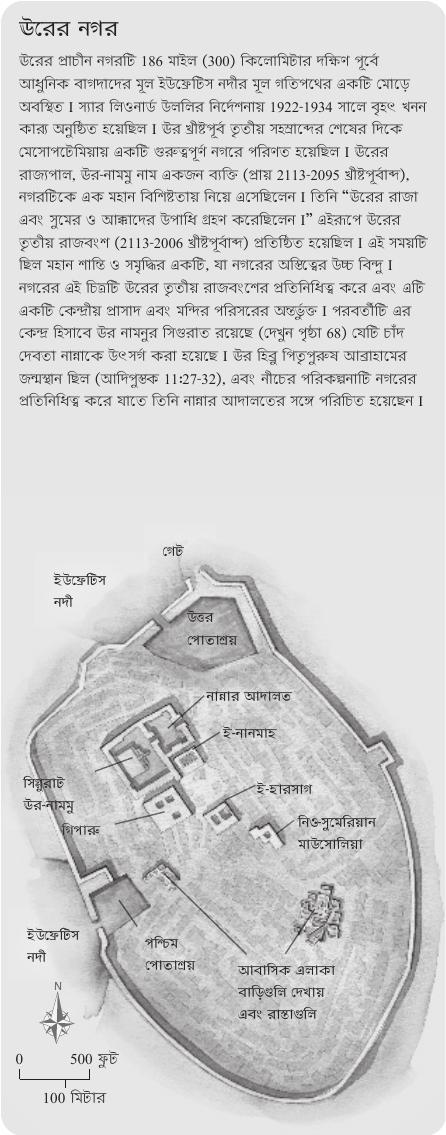 উরের নগর
উরের প্রাচীন নগরটি 186 মাইল (300) কিলোমিটার দক্ষিণ পূর্বে
আধুনিক বাগদাদের মূল ইউফ্রেটিস নদীর মূল গতিপথের একটি মোড়ে
অবস্থিত I স্যার লিওনার্ড উললির নির্দেশনায় 1922-1934 সালে বৃহৎ খনন
কার্য অনুষ্ঠিত হয়েছিল I উর খ্রীষ্টপূর্ব তৃতীয় সহস্রাব্দের শেষের দিকে
মেসোপটেমিয়ায় একটি গুরুত্বপূর্ণ নগরে পরিণত হয়েছিল I উরের
রাজ্যপাল, উর-নামমু নাম একজন ব্যক্তি (প্রায় 2113-2095 খ্রীষ্টপূর্বাব্দ),
নগরটিকে এক মহান বিশিষ্টতায় নিয়ে এসেছিলেন I তিনি “উরের রাজা
এবং সুমের ও আক্কাদের উপাধি গ্রহণ করেছিলেন I” এইরূপে উরের
তৃতীয় রাজবংশ (2113-2006 খ্রীষ্টপূর্বাব্দ) প্রতিষ্ঠিত হয়েছিল I এই সময়টি
ছিল মহান শান্তি ও সমৃদ্ধির একটি, যা নগরের অস্তিত্বের উচ্চ বিন্দু I
নগরের এই চিত্রটি উরের তৃতীয় রাজবংশের প্রতিনিধিত্ব করে এবং এটি
একটি কেন্দ্রীয় প্রাসাদ এবং মন্দির পরিসরের অন্তর্ভুক্ত I পরবর্তীটি এর
কেন্দ্র হিসাবে উর নামনুর সিগুরাত রয়েছে (দেখুন পৃষ্ঠা 68) যেটি চাঁদ
দেবতা নান্নাকে উৎসর্গ করা হয়েছে I উর হিব্রু পিতৃপুরুষ আব্রাহামের
জন্মস্থান ছিল (আদিপুস্তক 11:27-32), এবং নীচের পরিকল্পনাটি নগরের
প্রতিনিধিত্ব করে যাতে তিনি নান্নার আদালতের সঙ্গে পরিচিত হয়েছেন I
গেট
ইউফ্রেটিস
নদী
উত্তর
পোতাশ্রয়
নান্নার আদালত
ই-নানমাহ
সিগুরাট
উর-নামমু
ই-হারসাগ
গিপারু
নিও-সুমেরিয়ান
মাউসোলিয়া
ইউফ্রেটিস
নদী
পশ্চিম
পোতাশ্রয়
আবাসিক এলাকা
বাড়িগুলি দেখায়
এবং রাস্তাগুলি
N
0 500 ফুট
100 মিটার